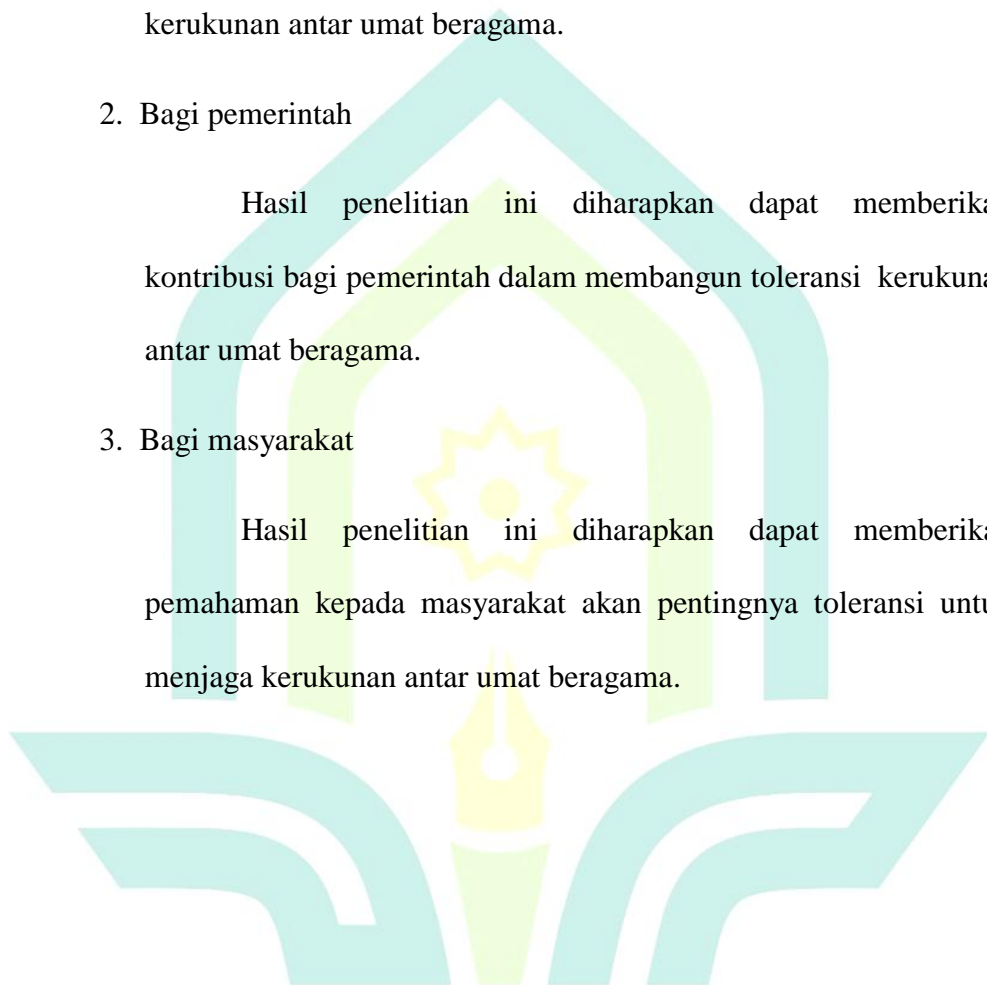 kerukunan antar umat beragama.
2. Bagi pemerintah
Hasil penelitian ini diharapkan dapat memberika
kontribusi bagi pemerintah dalam membangun toleransi kerukuna
antar umat beragama.
3. Bagi masyarakat
Hasil penelitian ini diharapkan dapat memberika
pemahaman kepada masyarakat akan pentingnya toleransi untu
menjaga kerukunan antar umat beragama.